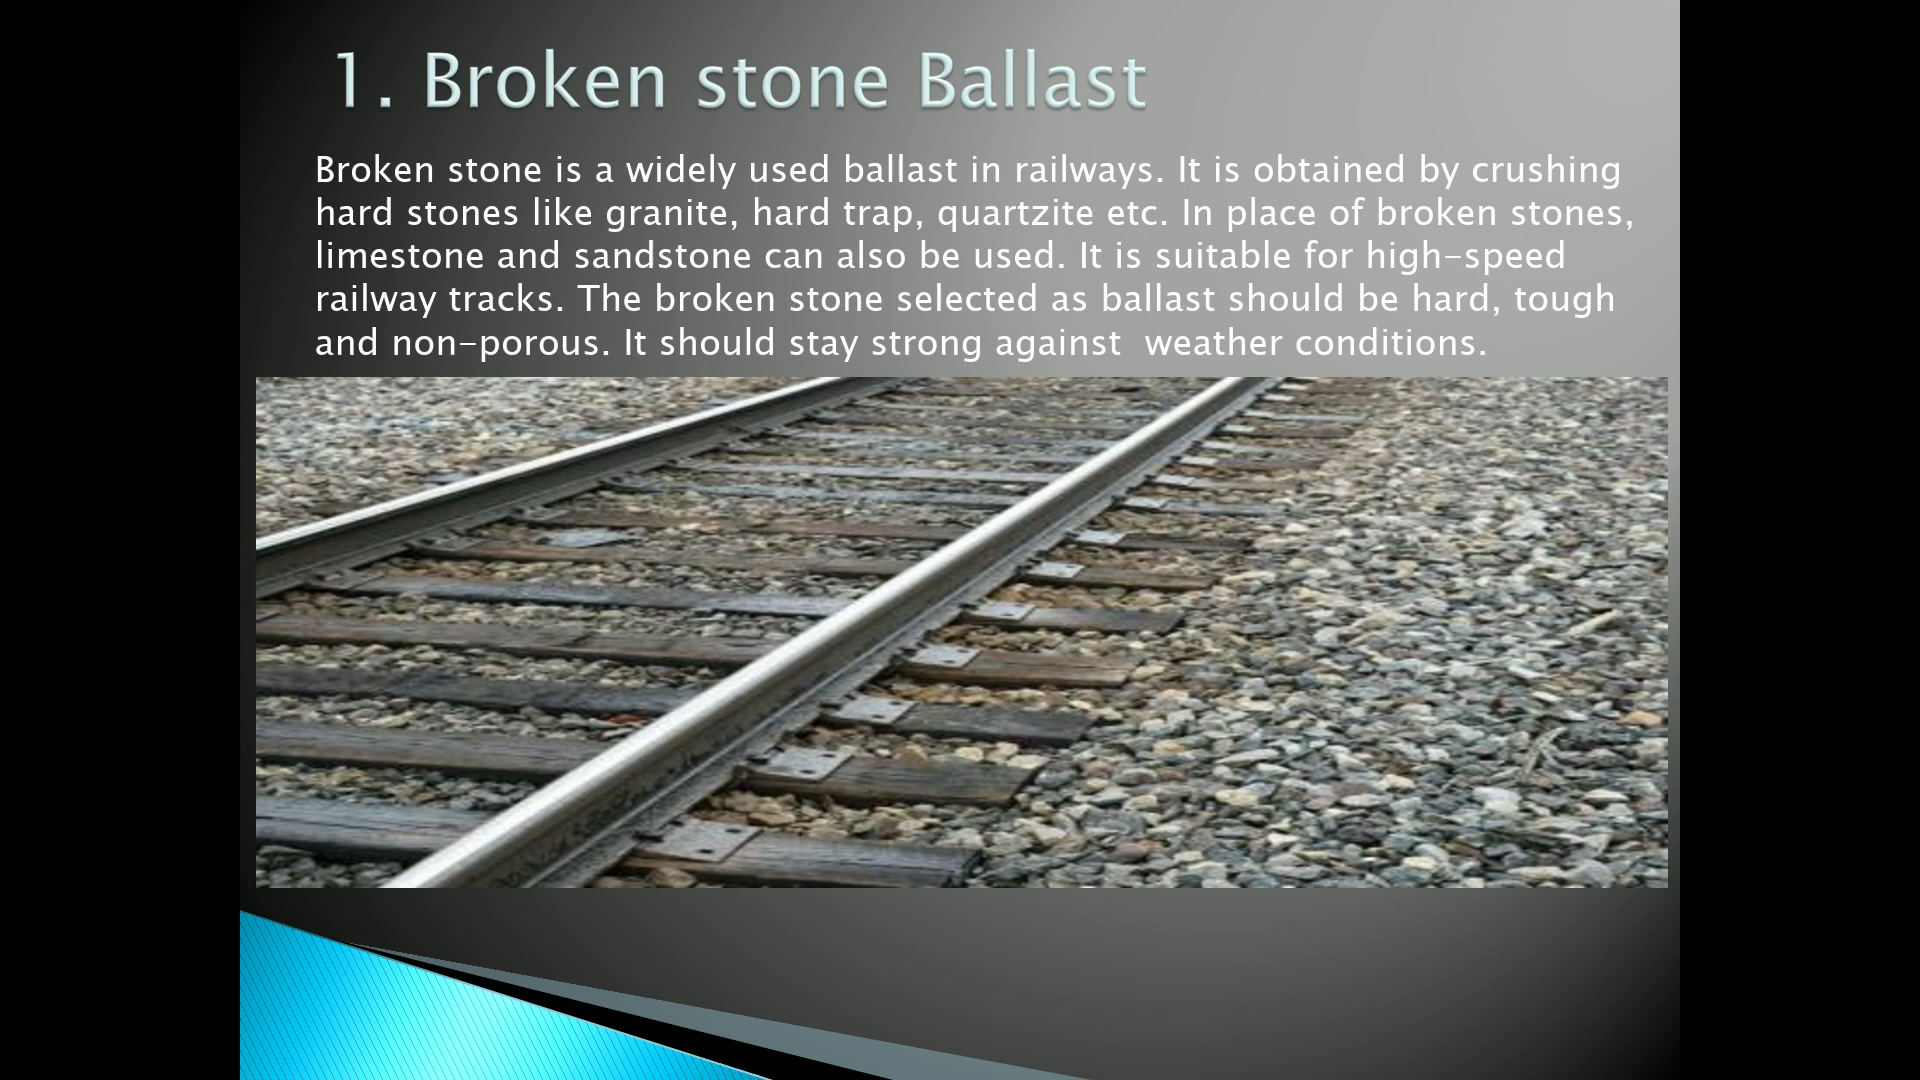 1. Broken stone Ballast
Broken stone is a widely used ballast in railways. It is obtained by crushing
hard stones like granite, hard trap, quartzite etc. In place of broken stones,
limestone and sandstone can also be used. It is suitable for high-speed
railway tracks. The broken stone selected as ballast should be hard, tough
and non-porous. It should stay strong against  weather conditions.